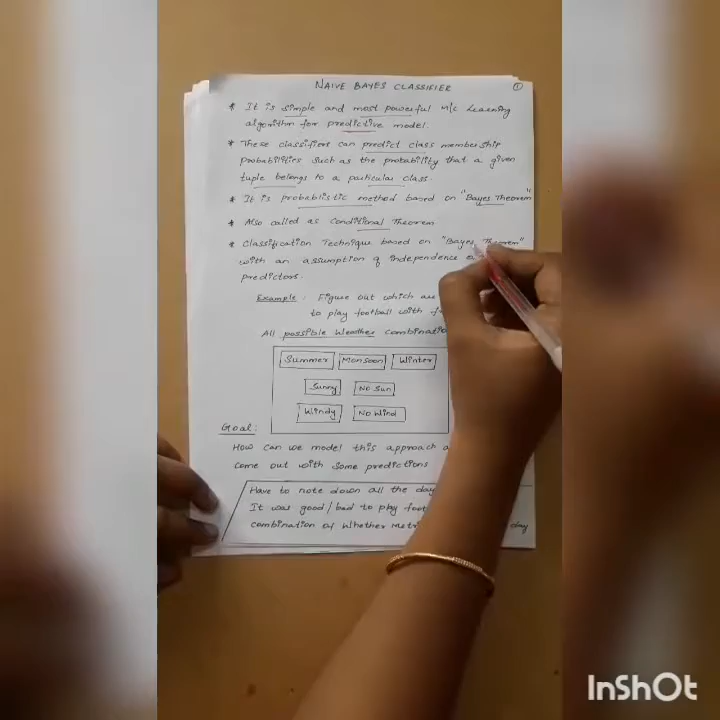 NAIVE BAYES CLASSIFIER
1
* It is simple and most powerful M/c Learning
algorithm for predictive model.
* These classifiers can predict class membership
probabilities such as the probability that a given
tuple belongs to a particular class.
* It is probabilistic method based on "Bayes Theorem"
* Also called as Conditional Theorem
* Classification Technique based on "Bayes Theorem"
with an assumption of independence
predictors.
Example: Figure out which are
to play football with
All possible Weather combination
Summer Monsoon Winter
Sunny No Sun
Windy No Wind
Goal:
How can we model this approach
come out with some predictions
Have to note down all the day
It was good/bad to play foot
combination of Whether Metr day
InShOt